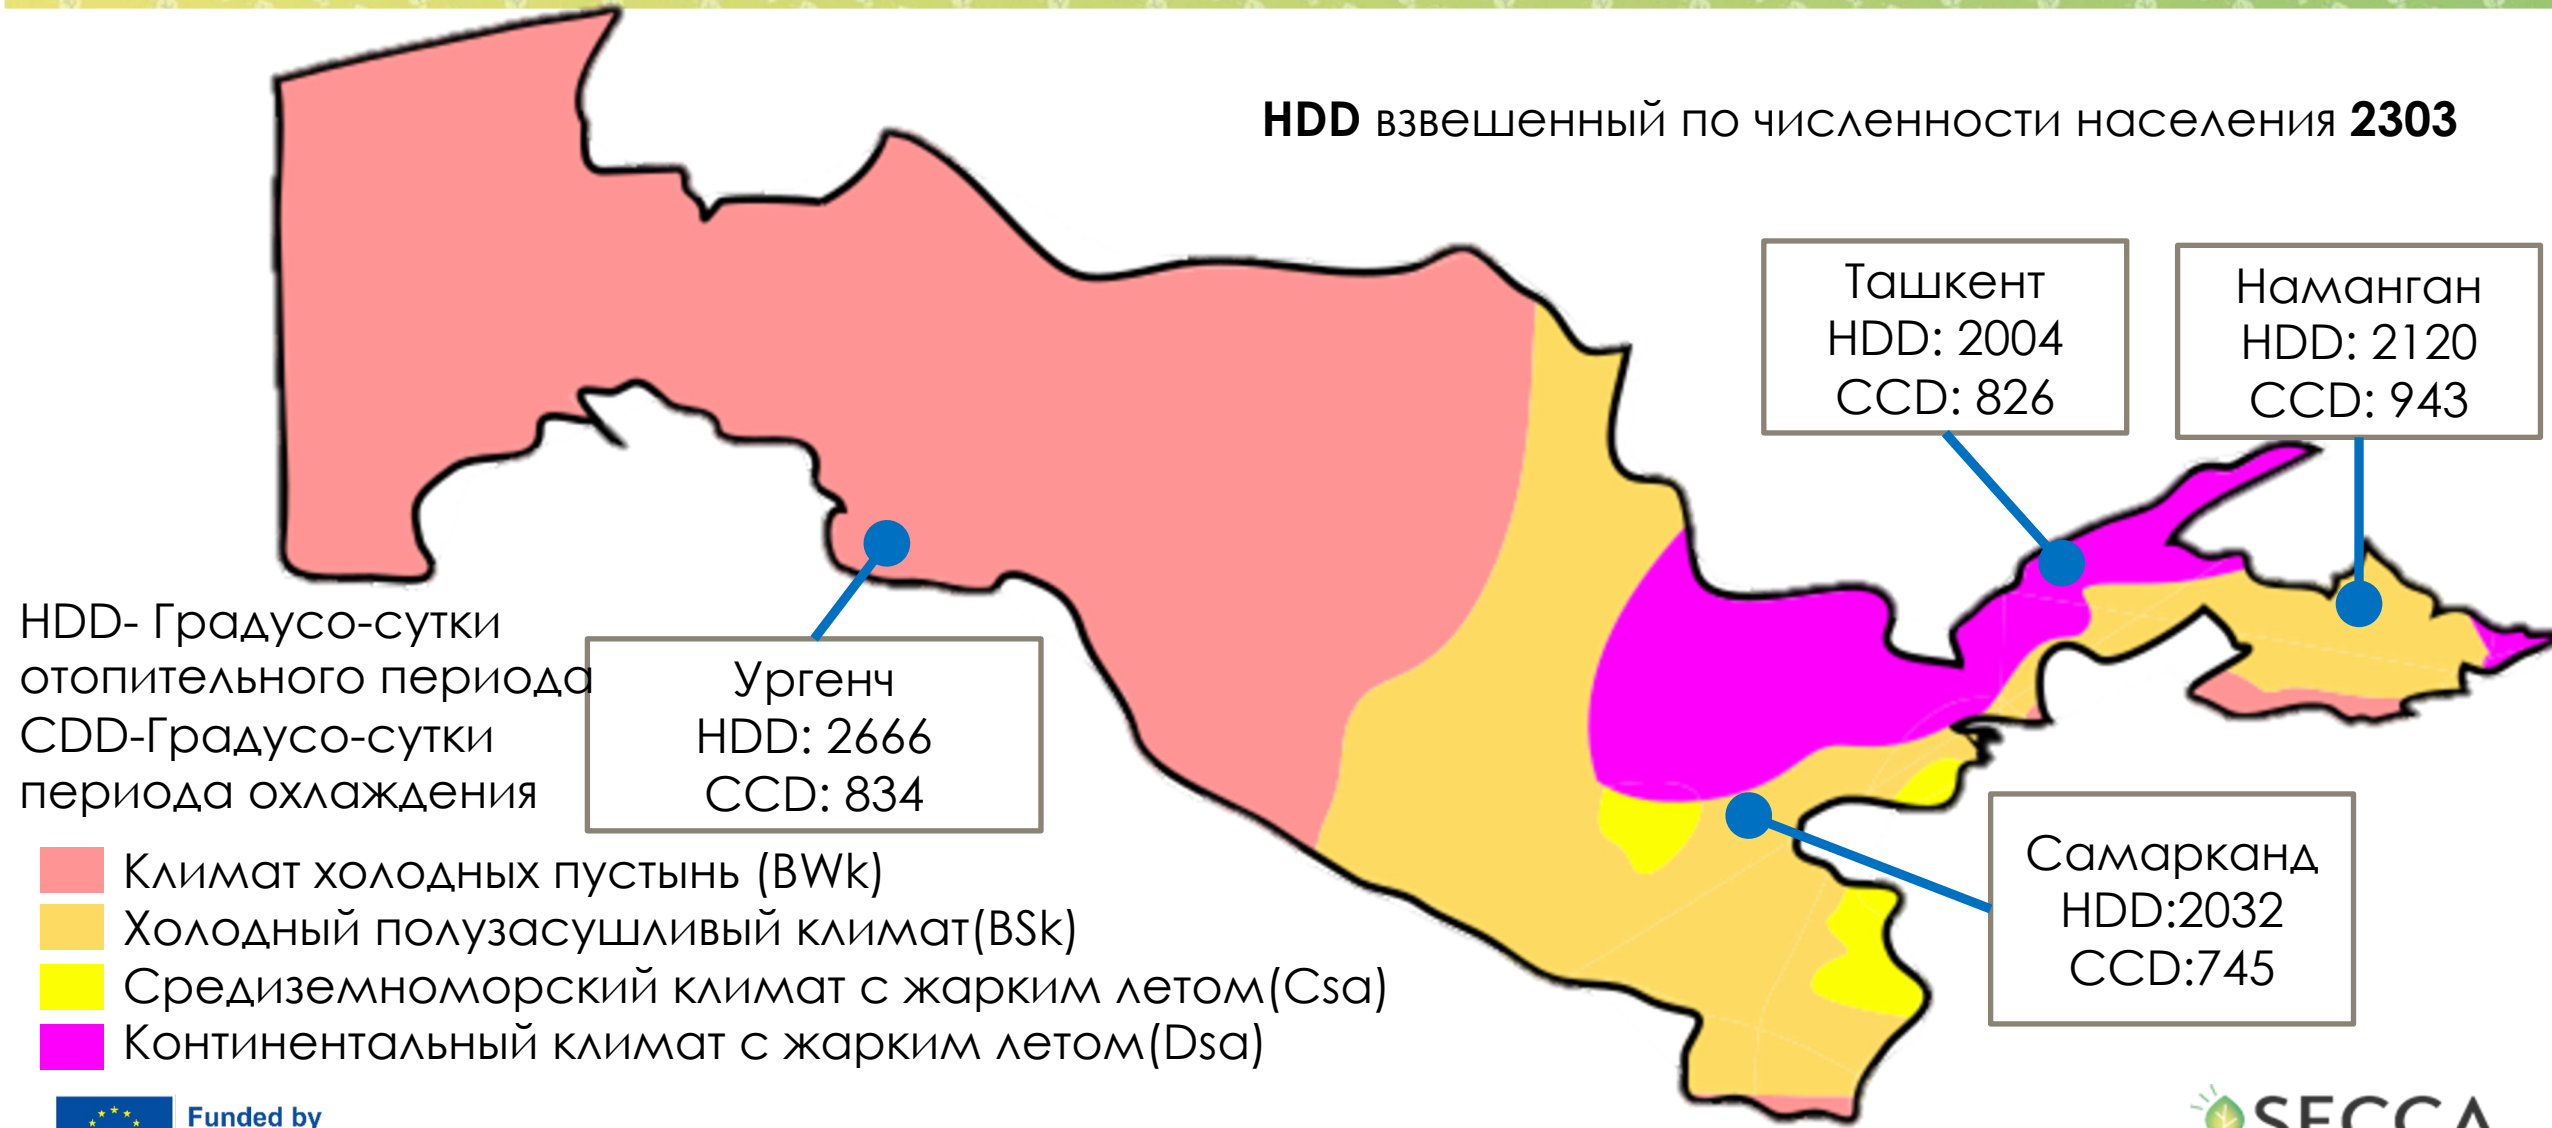 HDD взвешенный по численности населения 2303
Ташкент
HDD: 2004
CCD: 826
Наманган
HDD: 2120
CCD: 943
HDD- Градусо-сутки
отопительного периода
CDD-Градусо-сутки
периода охлаждения
Ургенч
HDD: 2666
CCD: 834
Самарканд
HDD:2032
CCD:745
Климат холодных пустынь (BWk)
Холодный полузасушливый климат(BSk)
Средиземноморский климат с жарким летом(Csa)
Континентальный климат с жарким летом(Dsa)
Funded by
SECCA